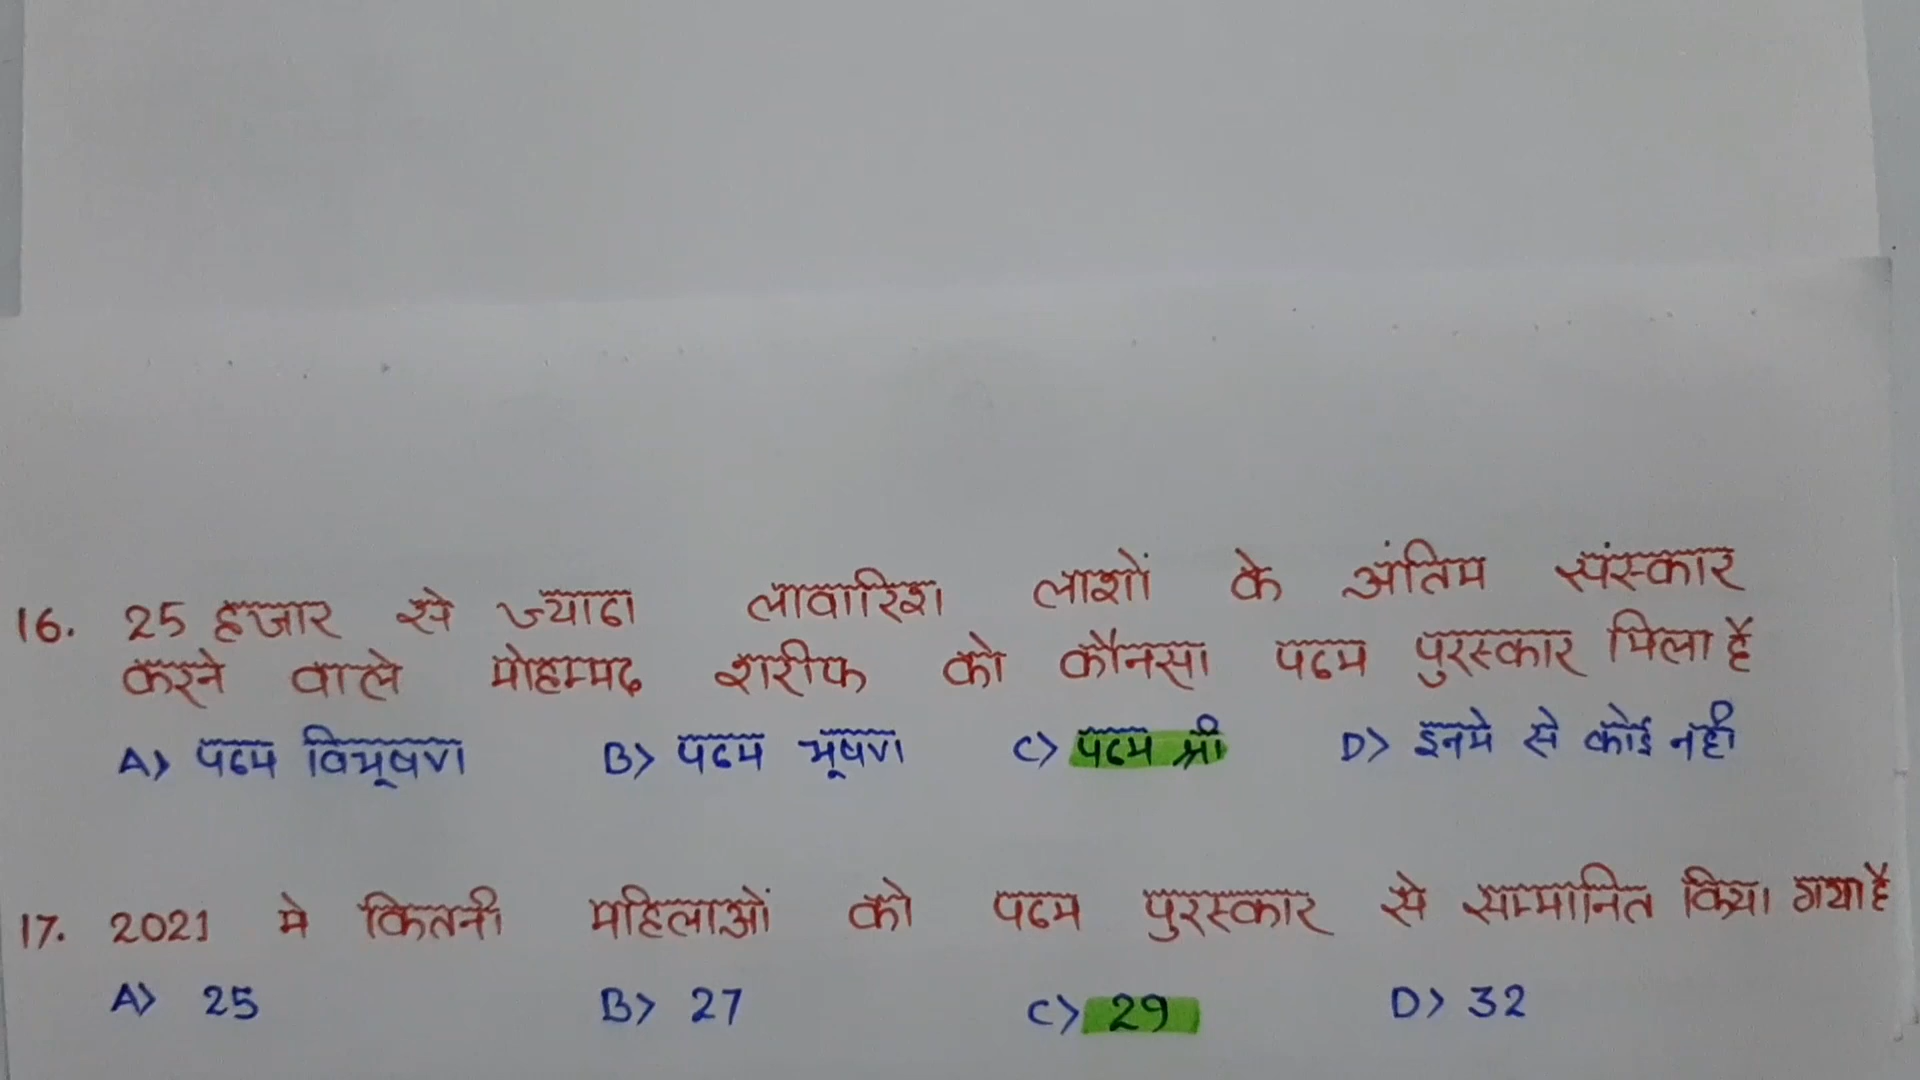 16. 25 हजार से ज्यादा लावारिश लाशों के अंतिम संस्कार
करने वाले मोहम्मद शरीफ को कौनसा पदम पुरस्कार मिला है
A) पदम विभूषण B) पदम भूषण C) पदम श्री D) इनमे से कोई नही
17. 2021 मे कितनी महिलाओं को पदम पुरस्कार से सम्मानित किया गया है
A) 25 B) 27 C) 29 D) 32